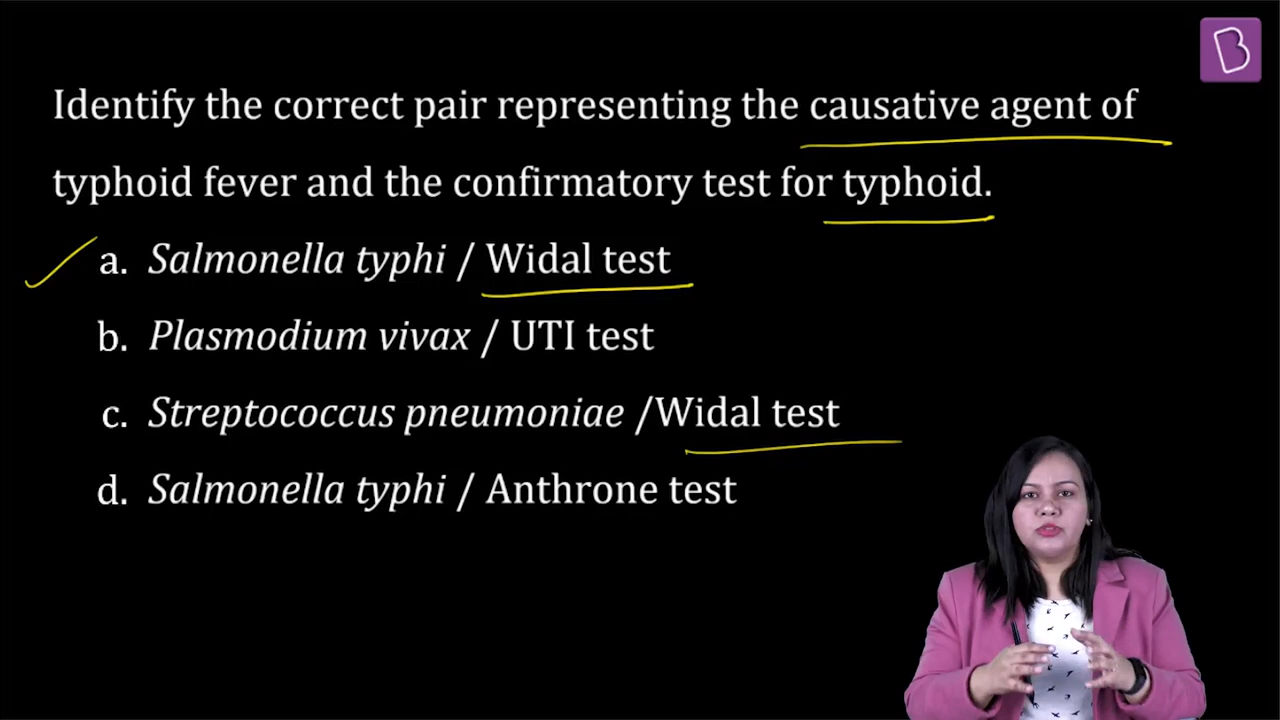 B
Identify the correct pair representing the causative agent of
typhoid fever and the confirmatory test for typhoid.
a. Salmonella typhi / Widal test
b. Plasmodium vivax / UTI test
c. Streptococcus pneumoniae /Widal test
d. Salmonella typhi / Anthrone test